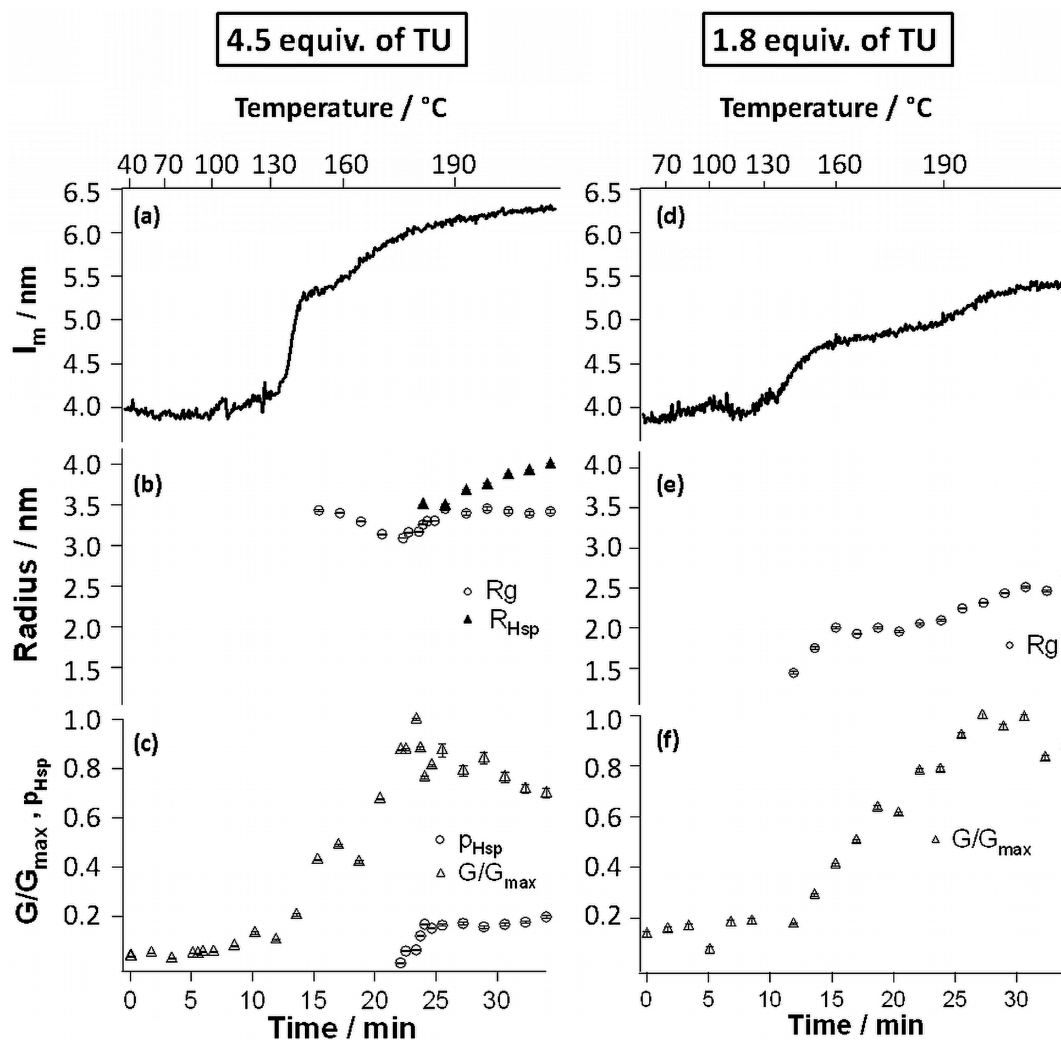 4.5 equiv. of TU
1.8 equiv. of TU
Temperature / °C
Temperature / °C
40 70 100 130 160 190
70 100 130 160 190
6.5
6.0
5.5
5.0
4.5
4.0
Im / nm
(a)
6.5
6.0
5.5
5.0
4.5
4.0
(d)
4.0
3.5
3.0
2.5
2.0
1.5
Radius / nm
(b)
Rg
RHsp
4.0
3.5
3.0
2.5
2.0
1.5
(e)
Rg
1.0
0.8
0.6
0.4
0.2
G/Gmax , pHsp
(c)
pHsp
G/Gmax
1.0
0.8
0.6
0.4
0.2
(f)
G/Gmax
0 5 10 15 20 25 30
Time / min
0 5 10 15 20 25 30
Time / min